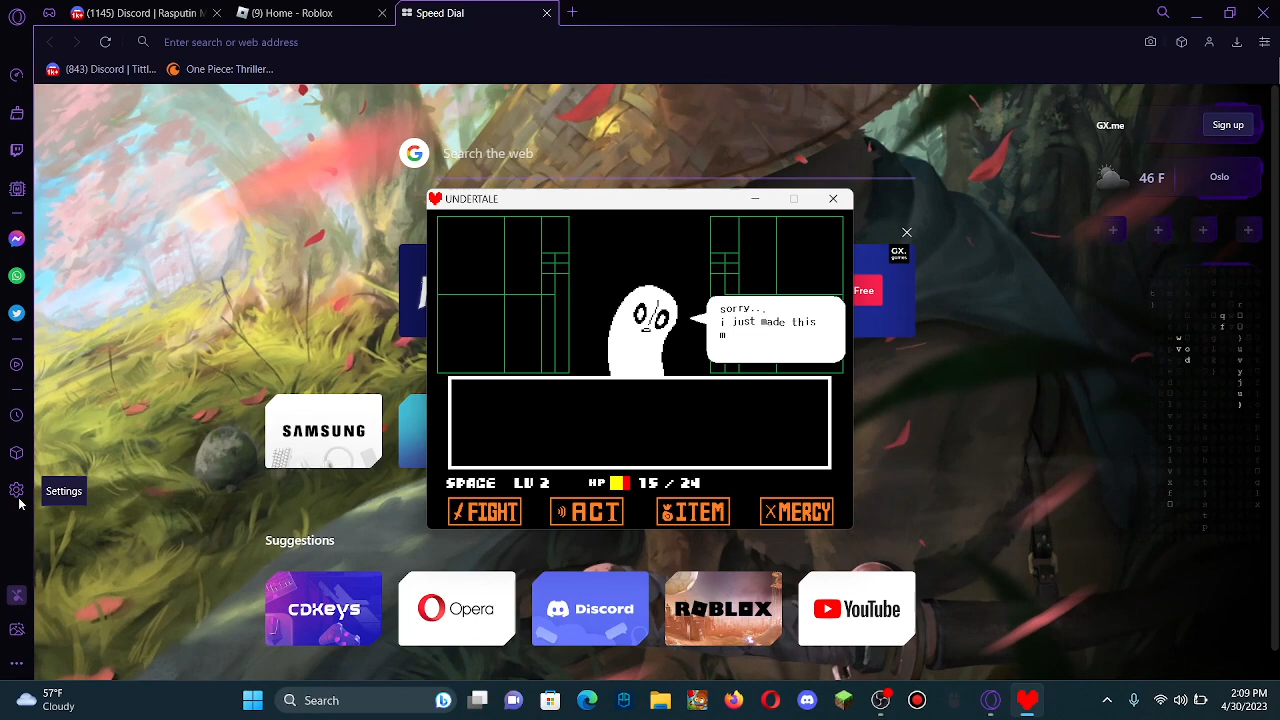 (1145) Discord | Rasputin M
(9) Home - Roblox
Speed Dial
Enter search or web address
(843) Discord | Tittl...
One Piece: Thriller...
Search the web
GX.me
Sign up
46 F
Oslo
UNDERTALE
GX.
games
Free
sorry...
i just made this
m
SPACE LV 2 HP 15 / 24
FIGHT ACT ITEM MERCY
SAMSUNG
Settings
Suggestions
CDKeys
Opera
Discord
ROBLOX
YouTube
57°F
Cloudy
Search
2:03 PM
4/30/2023